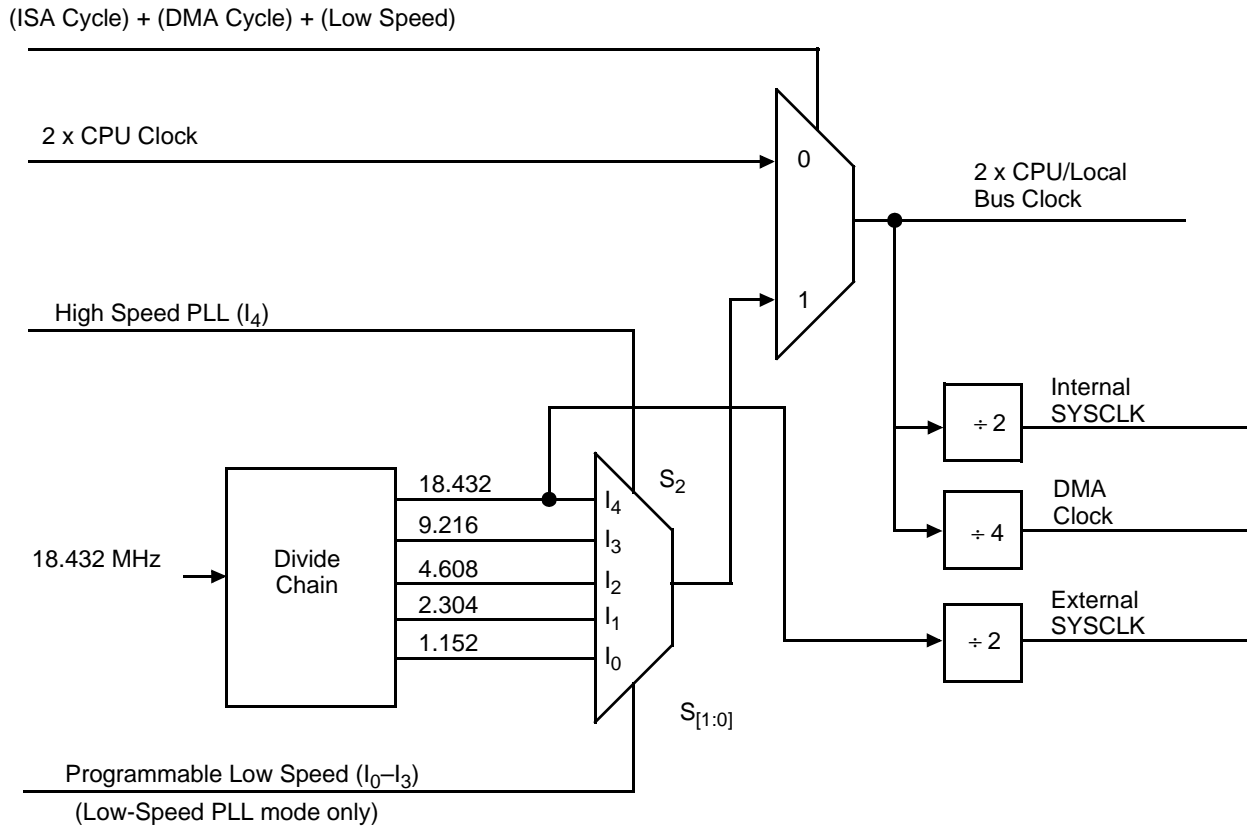 (ISA Cycle) + (DMA Cycle) + (Low Speed)
2 x CPU Clock
0
2 x CPU/Local
Bus Clock
1
High Speed PLL (I4)
Internal
SYSCLK
÷ 2
S2
18.432
I4
DMA
Clock
9.216
I3
÷ 4
18.432 MHz
Divide
Chain
4.608
I2
2.304
I1
External
SYSCLK
1.152
I0
÷ 2
S[1:0]
Programmable Low Speed (I0–I3)
(Low-Speed PLL mode only)